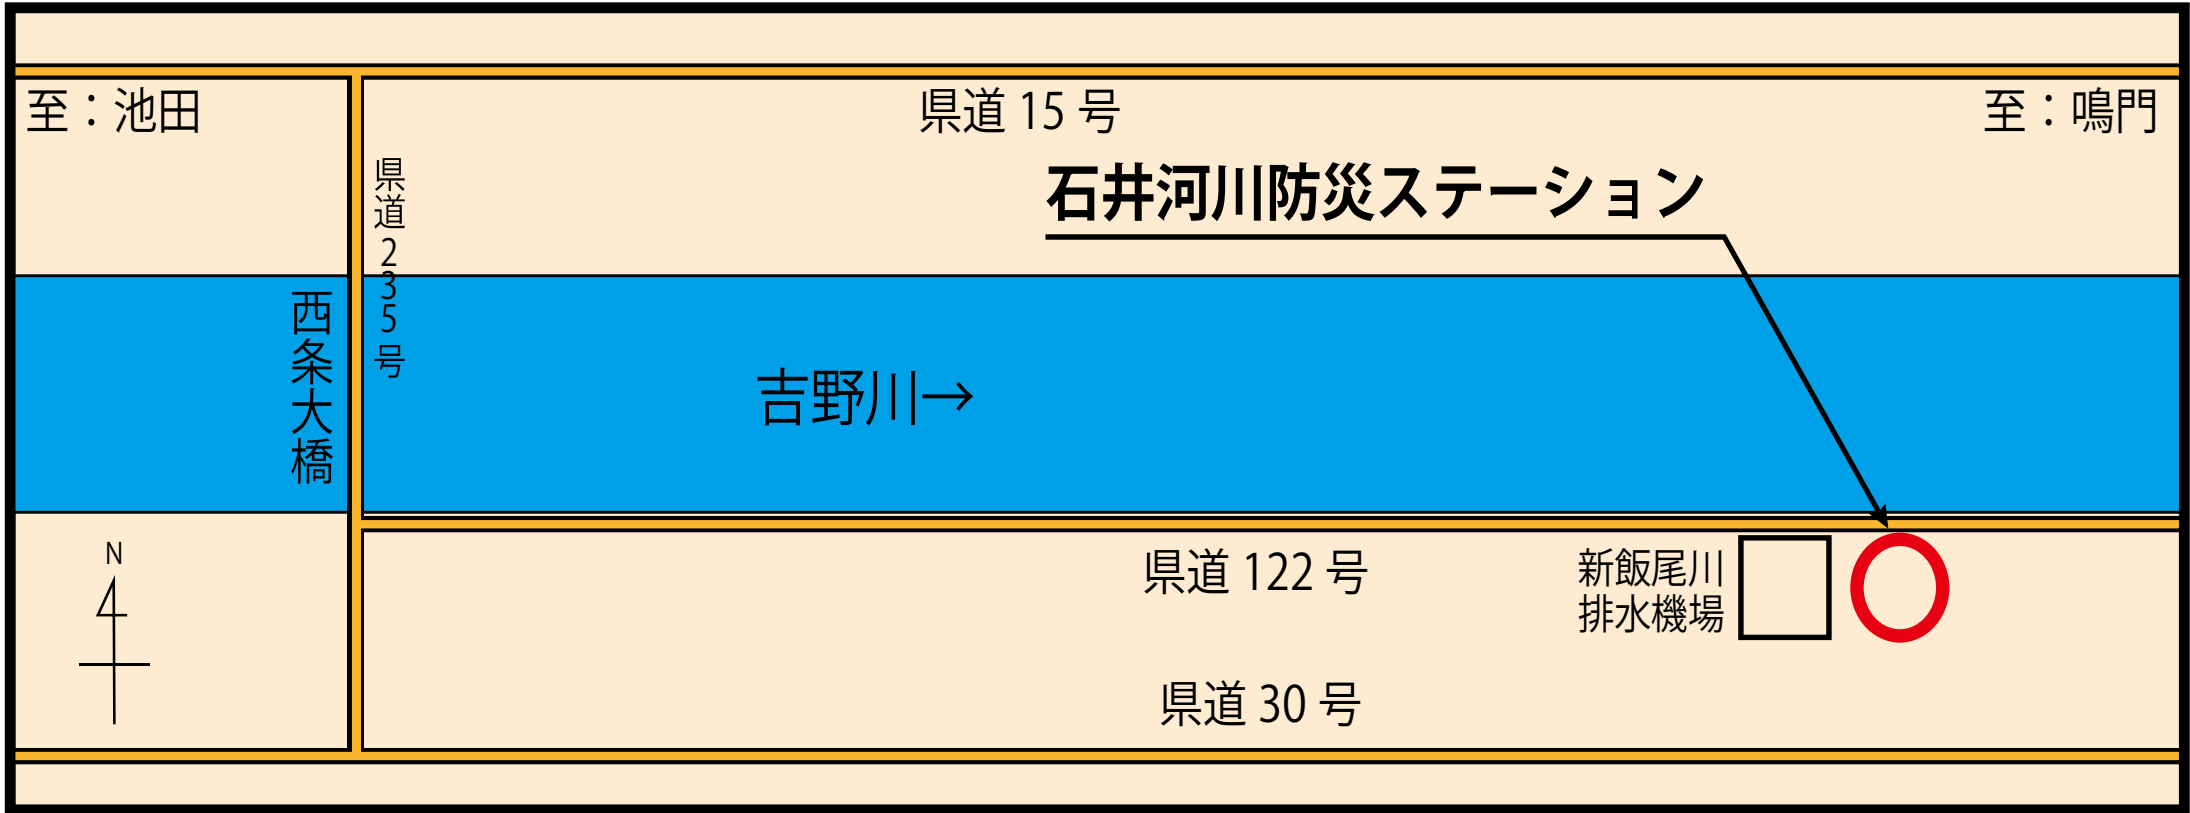 至：池田
県道 15 号
至：鳴門
県道235号
石井河川防災ステーション
西条大橋
吉野川→
N
県道 122 号
新飯尾川
排水機場
県道 30 号